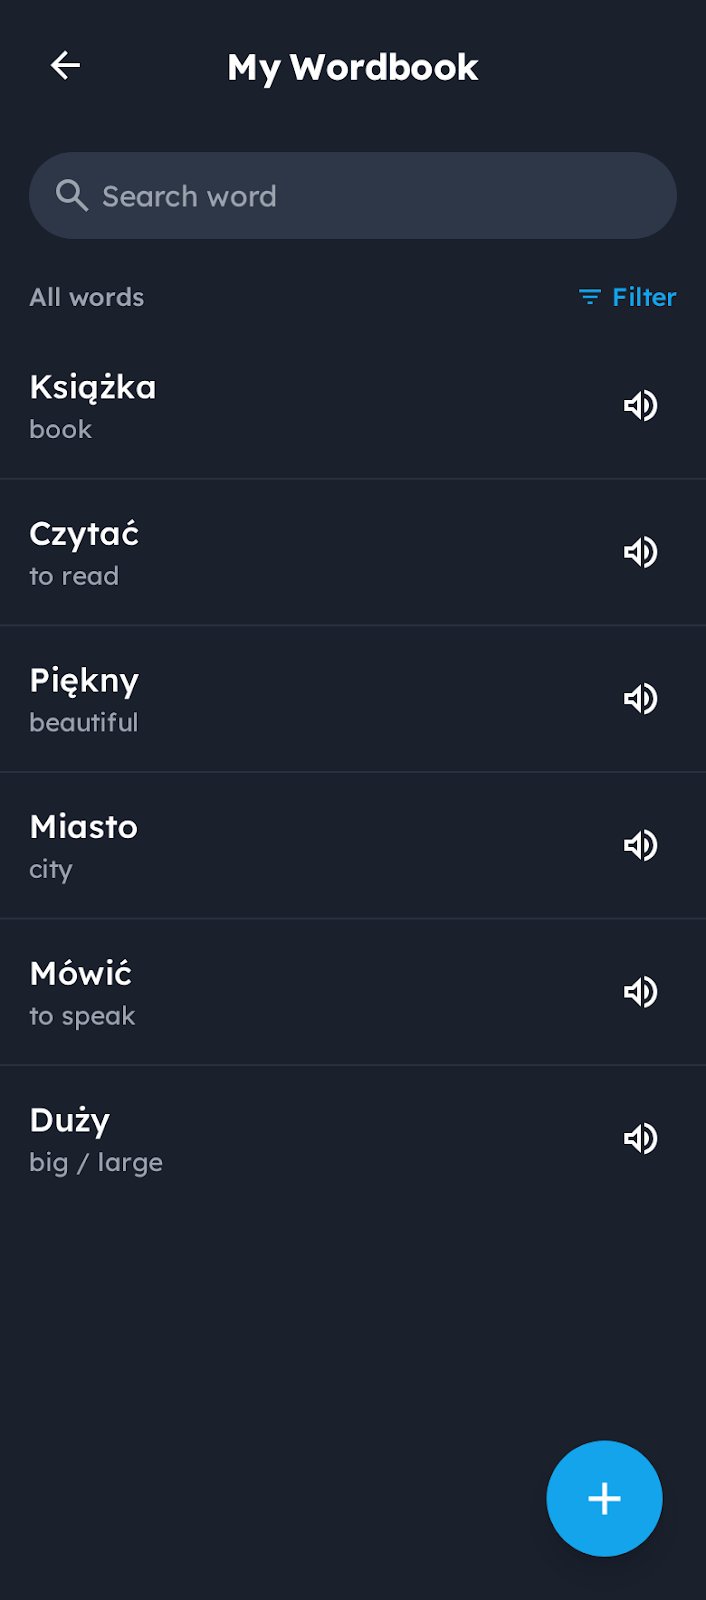 My Wordbook
Search word
All words
Filter
Książka
book
Czytać
to read
Piękny
beautiful
Miasto
city
Mówić
to speak
Duży
big / large